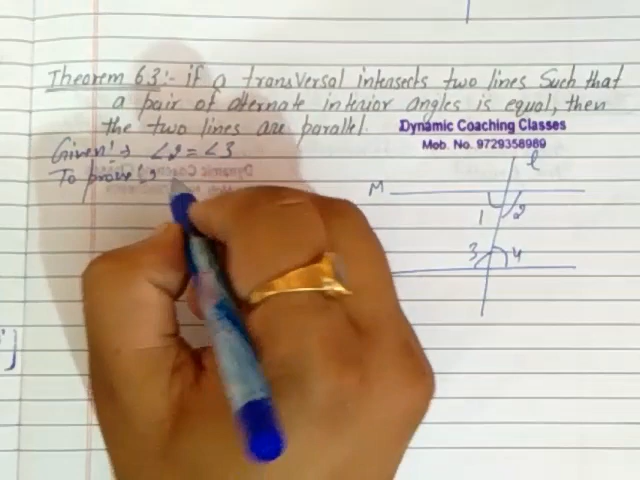 Theorem 6.3:- if a transversal intersects two lines Such that
a pair of alternate interior angles is equal, then
the two lines are parallel.
Dynamic Coaching Classes
Mob. No. 9729358989
Given:→ ∠2 = ∠3
To prove:→
l
M
1 2
3 4